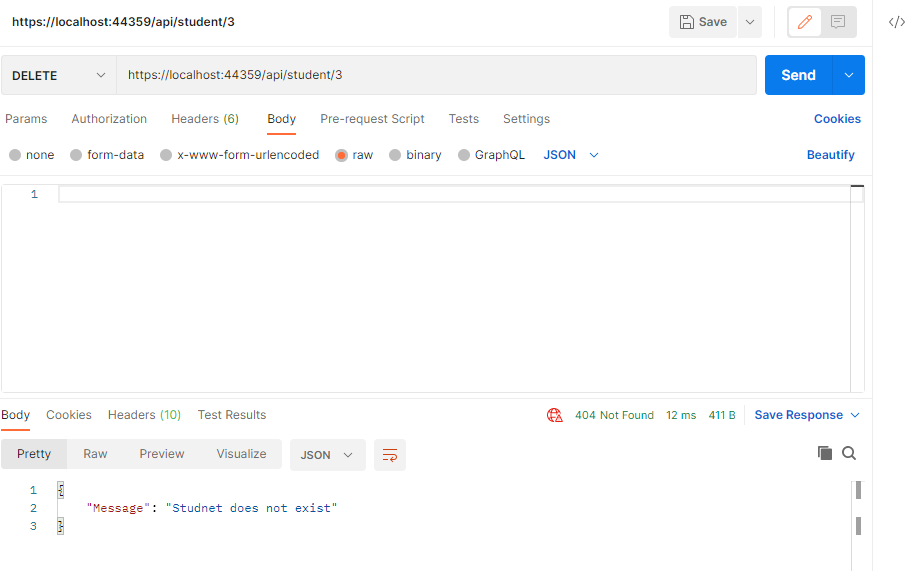 https://localhost:44359/api/student/3
Save
DELETE
https://localhost:44359/api/student/3
Send
Params Authorization Headers (6) Body Pre-request Script Tests Settings Cookies
none form-data x-www-form-urlencoded raw binary GraphQL JSON Beautify
1
Body Cookies Headers (10) Test Results 404 Not Found 12 ms 411 B Save Response
Pretty Raw Preview Visualize JSON
1 {
2 "Message": "Studnet does not exist"
3 }